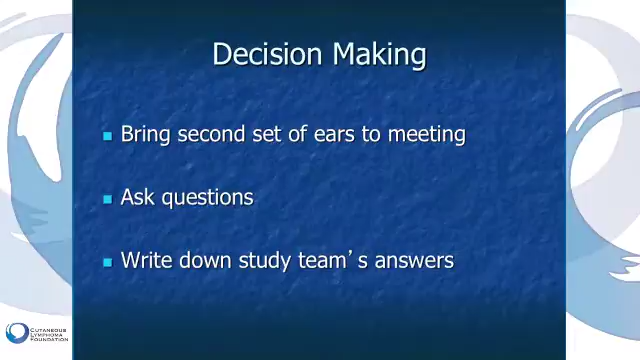 Decision Making
Bring second set of ears to meeting
Ask questions
Write down study team's answers
CUTANEOUS
LYMPHOMA
FOUNDATION